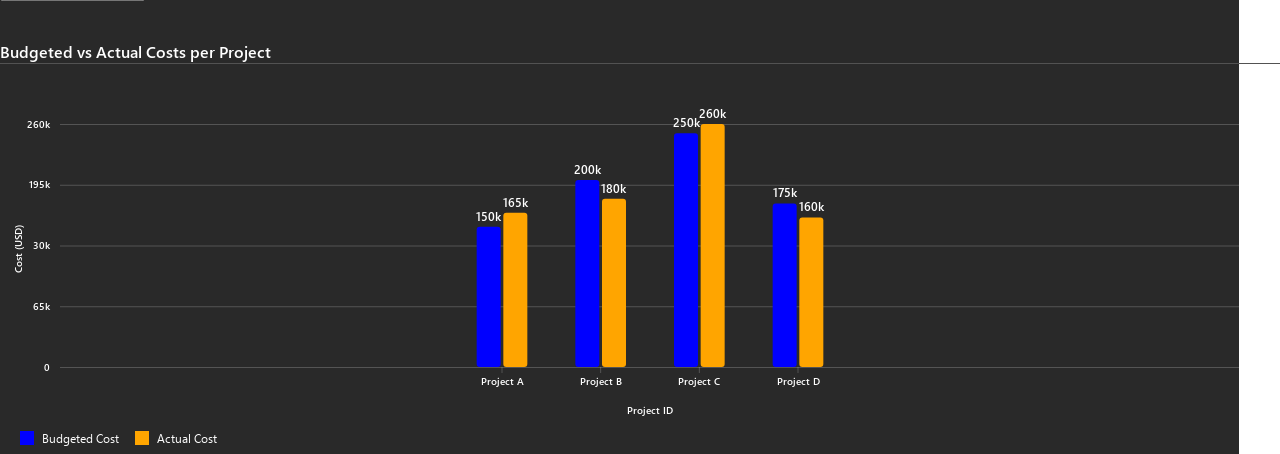 Budgeted vs Actual Costs per Project
260k
195k
30k
65k
0
Cost (USD)
150k
165k
200k
180k
250k
260k
175k
160k
Project A
Project B
Project C
Project D
Project ID
Budgeted Cost
Actual Cost